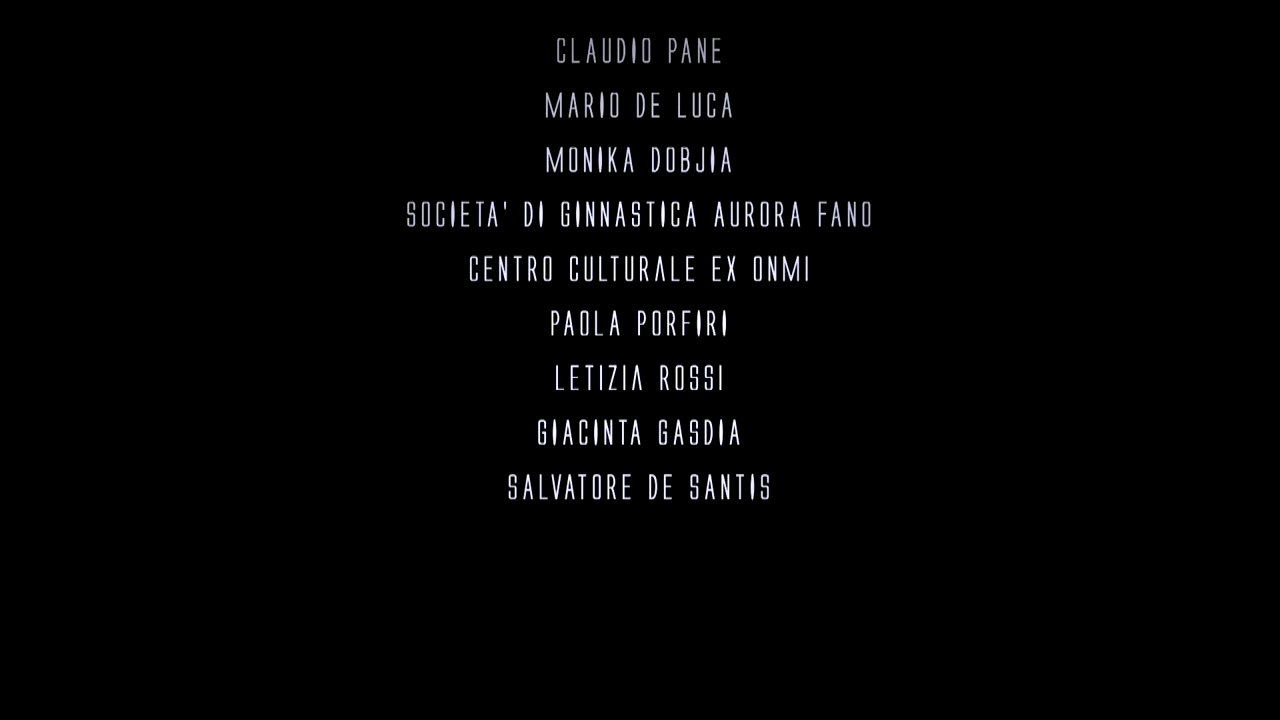 CLAUDIO PANE
MARIO DE LUCA
MONIKA DOBJIA
SOCIETA' DI GINNASTICA AURORA FANO
CENTRO CULTURALE EX ONMI
PAOLA PORFIRI
LETIZIA ROSSI
GIACINTA GASDIA
SALVATORE DE SANTIS